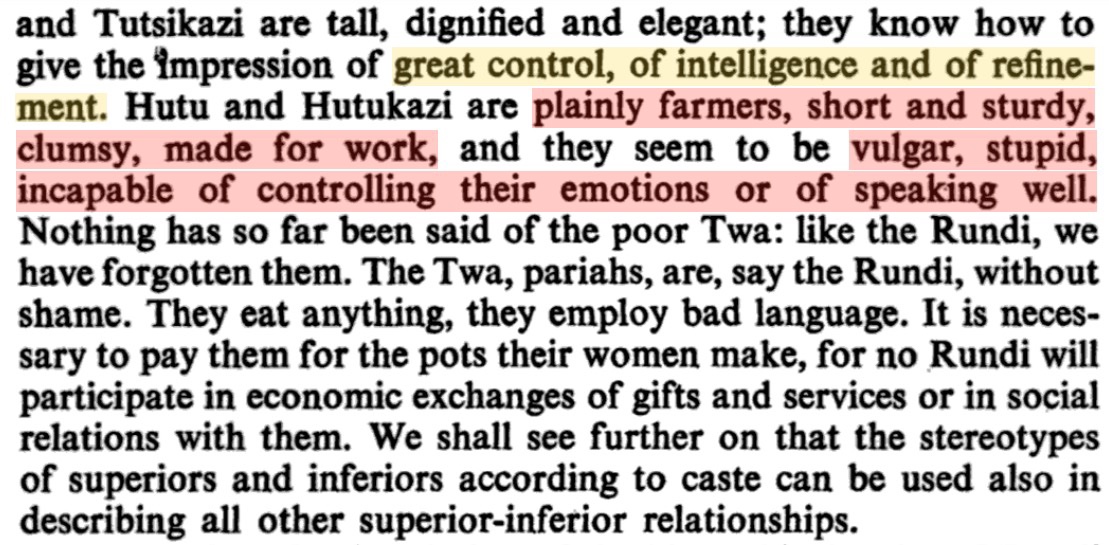 and Tutsikazi are tall, dignified and elegant; they know how to
give the impression of great control, of intelligence and of refine-
ment. Hutu and Hutukazi are plainly farmers, short and sturdy,
clumsy, made for work, and they seem to be vulgar, stupid,
incapable of controlling their emotions or of speaking well.
Nothing has so far been said of the poor Twa: like the Rundi, we
have forgotten them. The Twa, pariahs, are, say the Rundi, without
shame. They eat anything, they employ bad language. It is neces-
sary to pay them for the pots their women make, for no Rundi will
participate in economic exchanges of gifts and services or in social
relations with them. We shall see further on that the stereotypes
of superiors and inferiors according to caste can be used also in
describing all other superior-inferior relationships.